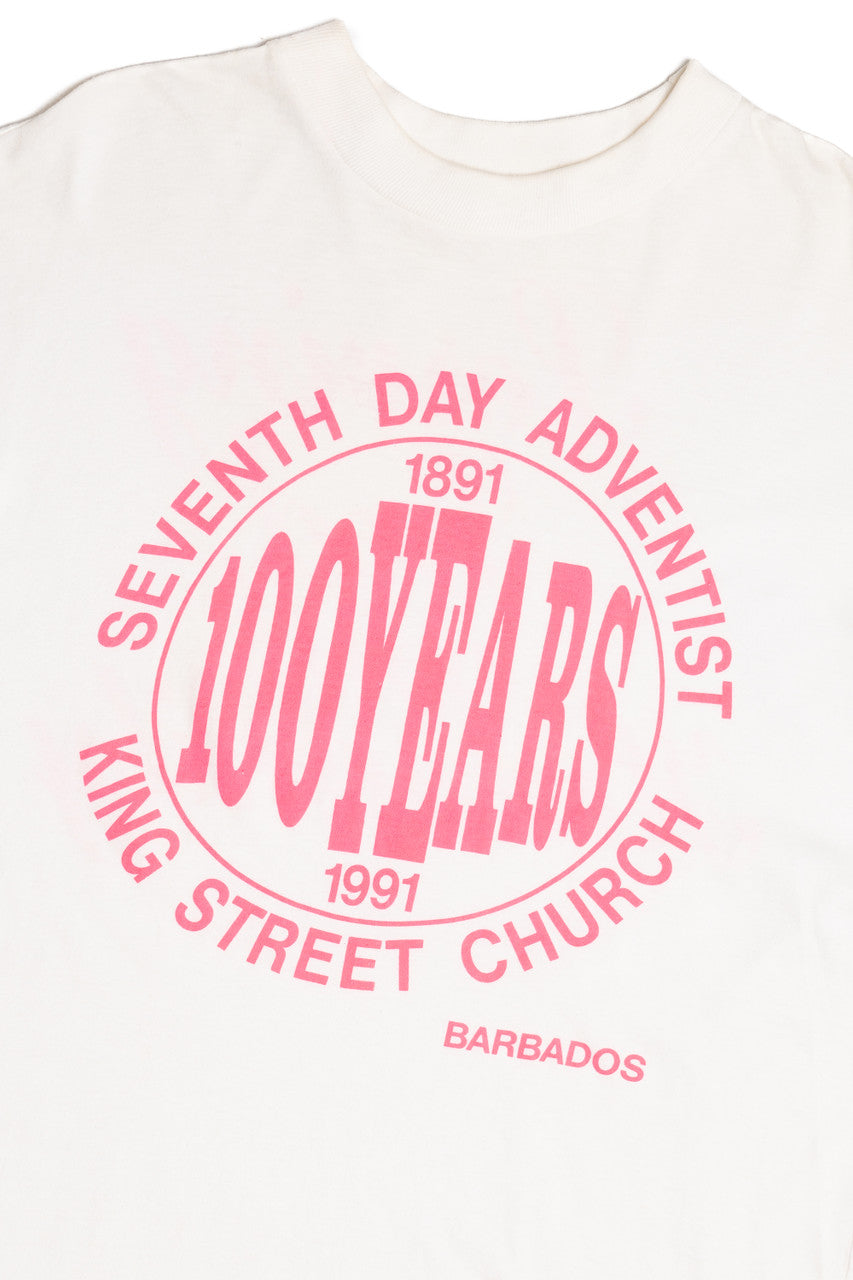 SEVENTH DAY ADVENTIST
1891
100YEARS
1991
KING STREET CHURCH
BARBADOS